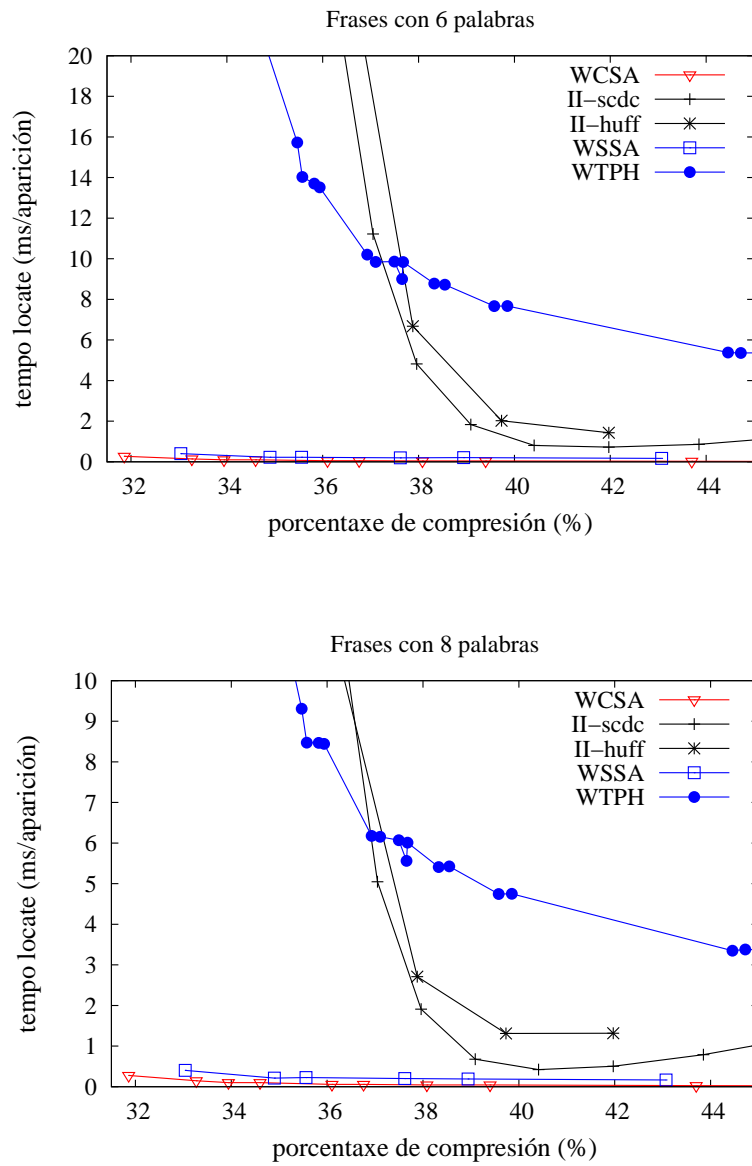 Frases con 6 palabras
20
18
16
14
12
10
8
6
4
2
0
tempo locate (ms/aparición)
WCSA
II−scdc
II−huff
WSSA
WTPH
32 34 36 38 40 42 44
porcentaxe de compresión (%)
Frases con 8 palabras
10
9
8
7
6
5
4
3
2
1
0
tempo locate (ms/aparición)
WCSA
II−scdc
II−huff
WSSA
WTPH
32 34 36 38 40 42 44
porcentaxe de compresión (%)